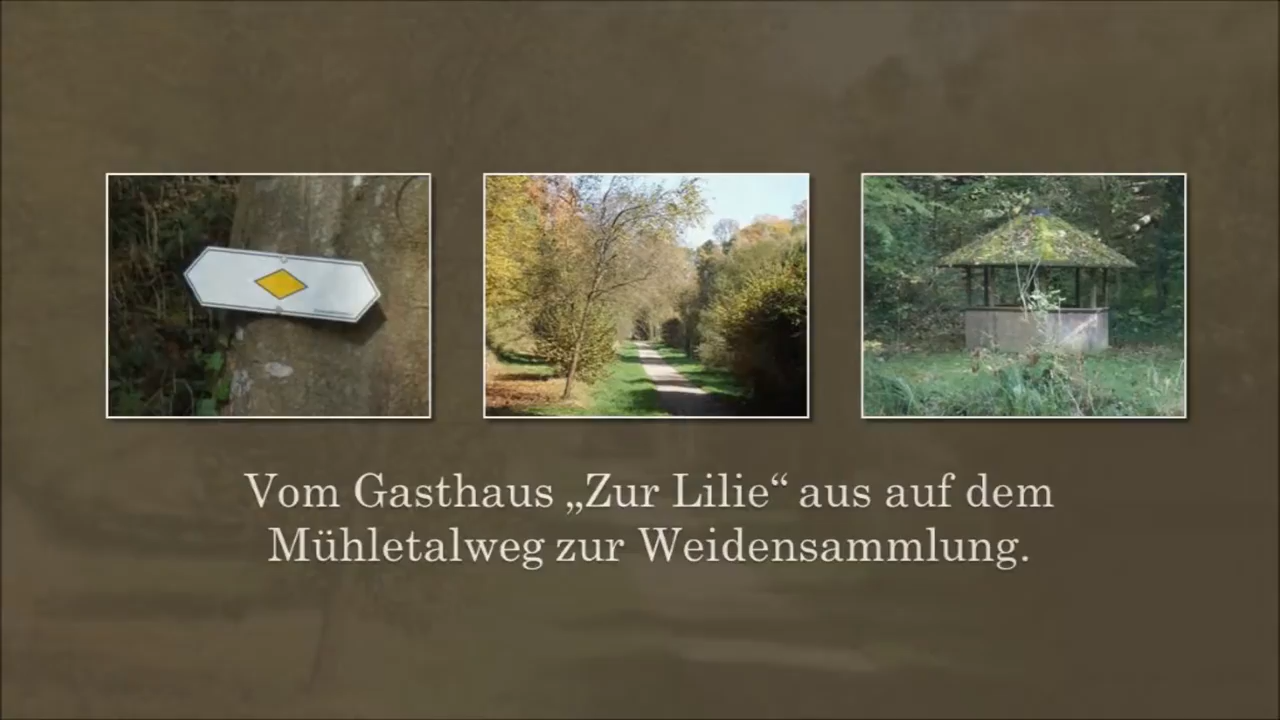 Vom Gasthaus „Zur Lilie“ aus auf dem
Mühletalweg zur Weidensammlung.